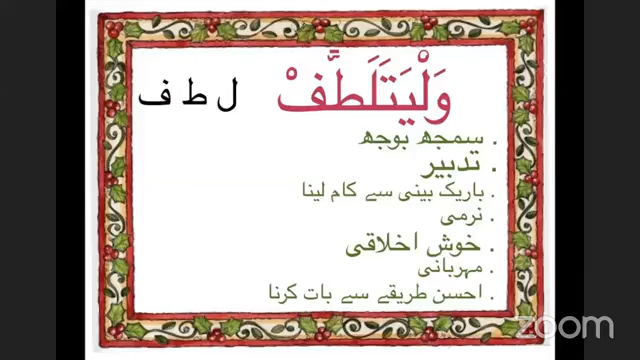 وَلْيَتَلَطَّفْ ل ط ف
. سمجھ بوجھ
. تدبیر
. باریک بینی سے کام لینا
. نرمی
. خوش اخلاقی
. مہربانی
. احسن طریقے سے بات کرنا
zoom